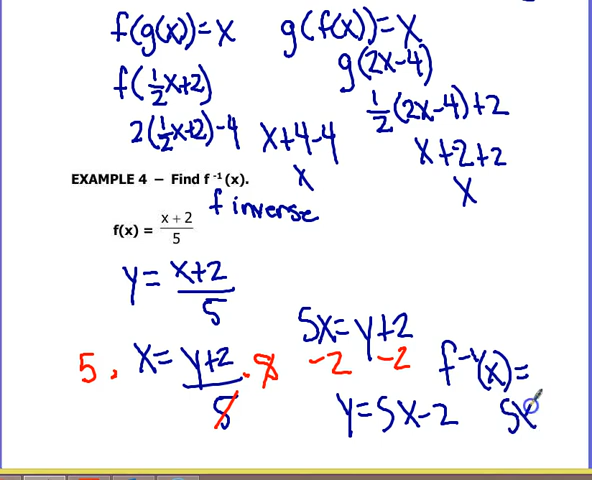 f(g(x))=x g(f(x))=x
f(½x+2) g(2x-4)
2(½x+2)-4 x+4-4 ½(2x-4)+2
x x+2+2
x
EXAMPLE 4 – Find f ⁻¹ (x).
f inverse
f(x) = x + 2 / 5
y = x+2 / 5
5x = y+2
5 · x = y+2 / 5 · 5 -2 -2 f⁻¹(x)=
y = 5x-2 5x